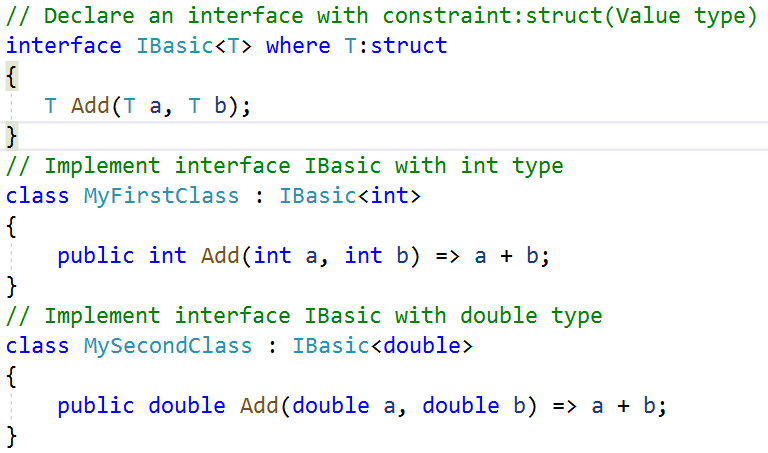 // Declare an interface with constraint:struct(Value type)
interface IBasic<T> where T:struct
{
   T Add(T a, T b);
}
// Implement interface IBasic with int type
class MyFirstClass : IBasic<int>
{
    public int Add(int a, int b) => a + b;
}
// Implement interface IBasic with double type
class MySecondClass : IBasic<double>
{
    public double Add(double a, double b) => a + b;
}